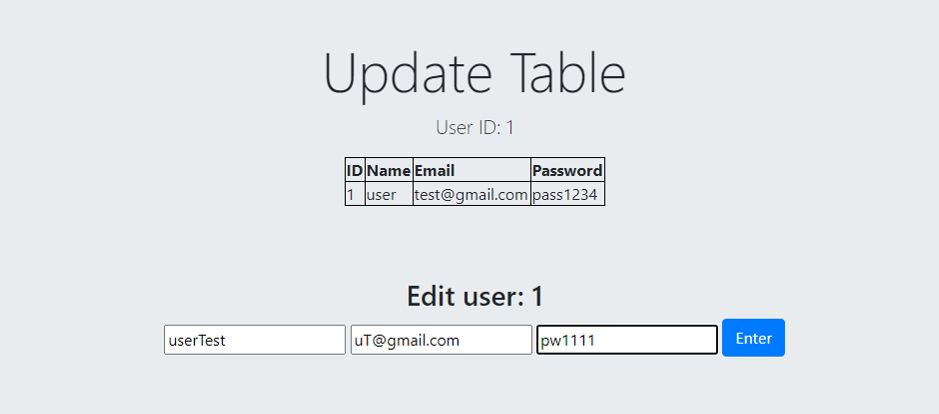 Update Table
User ID: 1
ID Name Email Password
1 user test@gmail.com pass1234
Edit user: 1
userTest uT@gmail.com pw1111 Enter